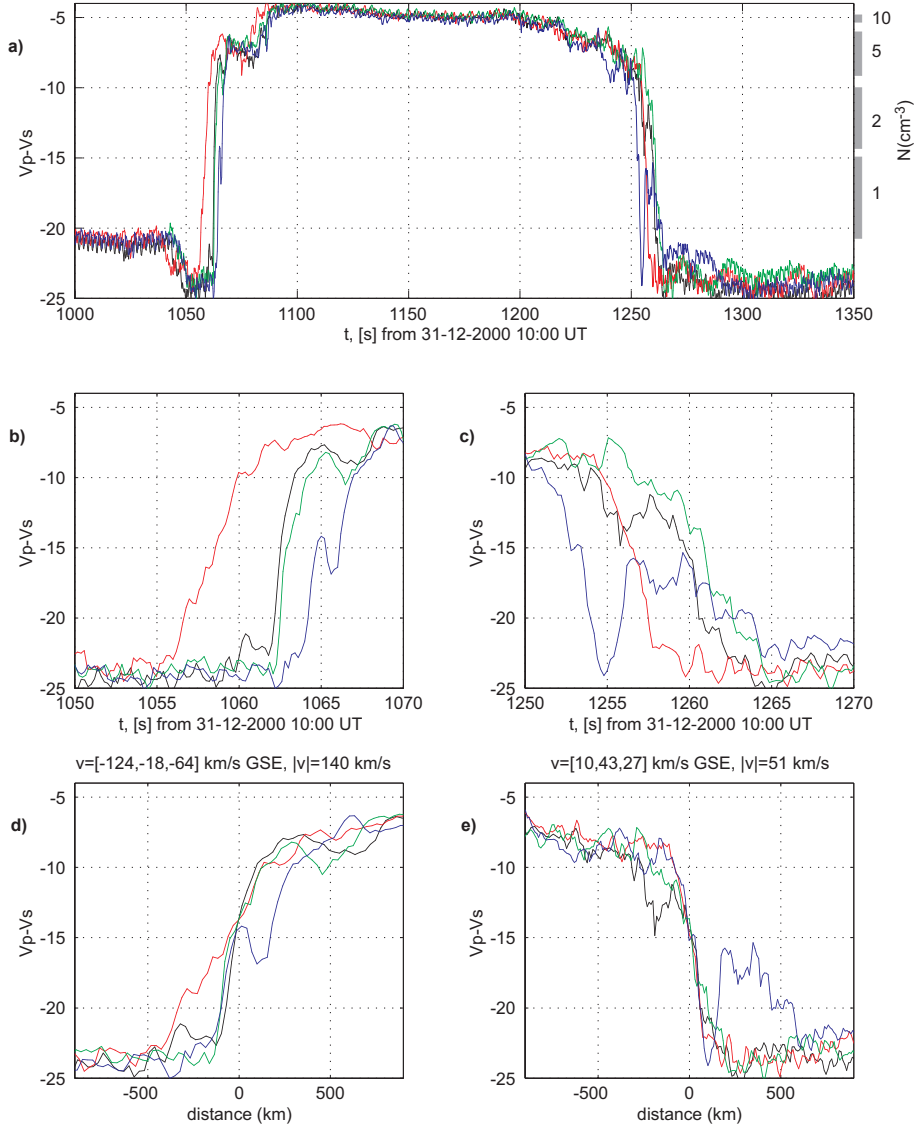 a)
-5
-10
-15
-20
-25
Vp-Vs
10
5
2
1
N(cm-3)
1000 1050 1100 1150 1200 1250 1300 1350
t, [s] from 31-12-2000 10:00 UT
b)
-5
-10
-15
-20
-25
Vp-Vs
1050 1055 1060 1065 1070
t, [s] from 31-12-2000 10:00 UT
c)
-5
-10
-15
-20
-25
Vp-Vs
1250 1255 1260 1265 1270
t, [s] from 31-12-2000 10:00 UT
v=[-124,-18,-64] km/s GSE, |v|=140 km/s
d)
-5
-10
-15
-20
-25
Vp-Vs
-500 0 500
distance (km)
v=[10,43,27] km/s GSE, |v|=51 km/s
e)
-5
-10
-15
-20
-25
Vp-Vs
-500 0 500
distance (km)